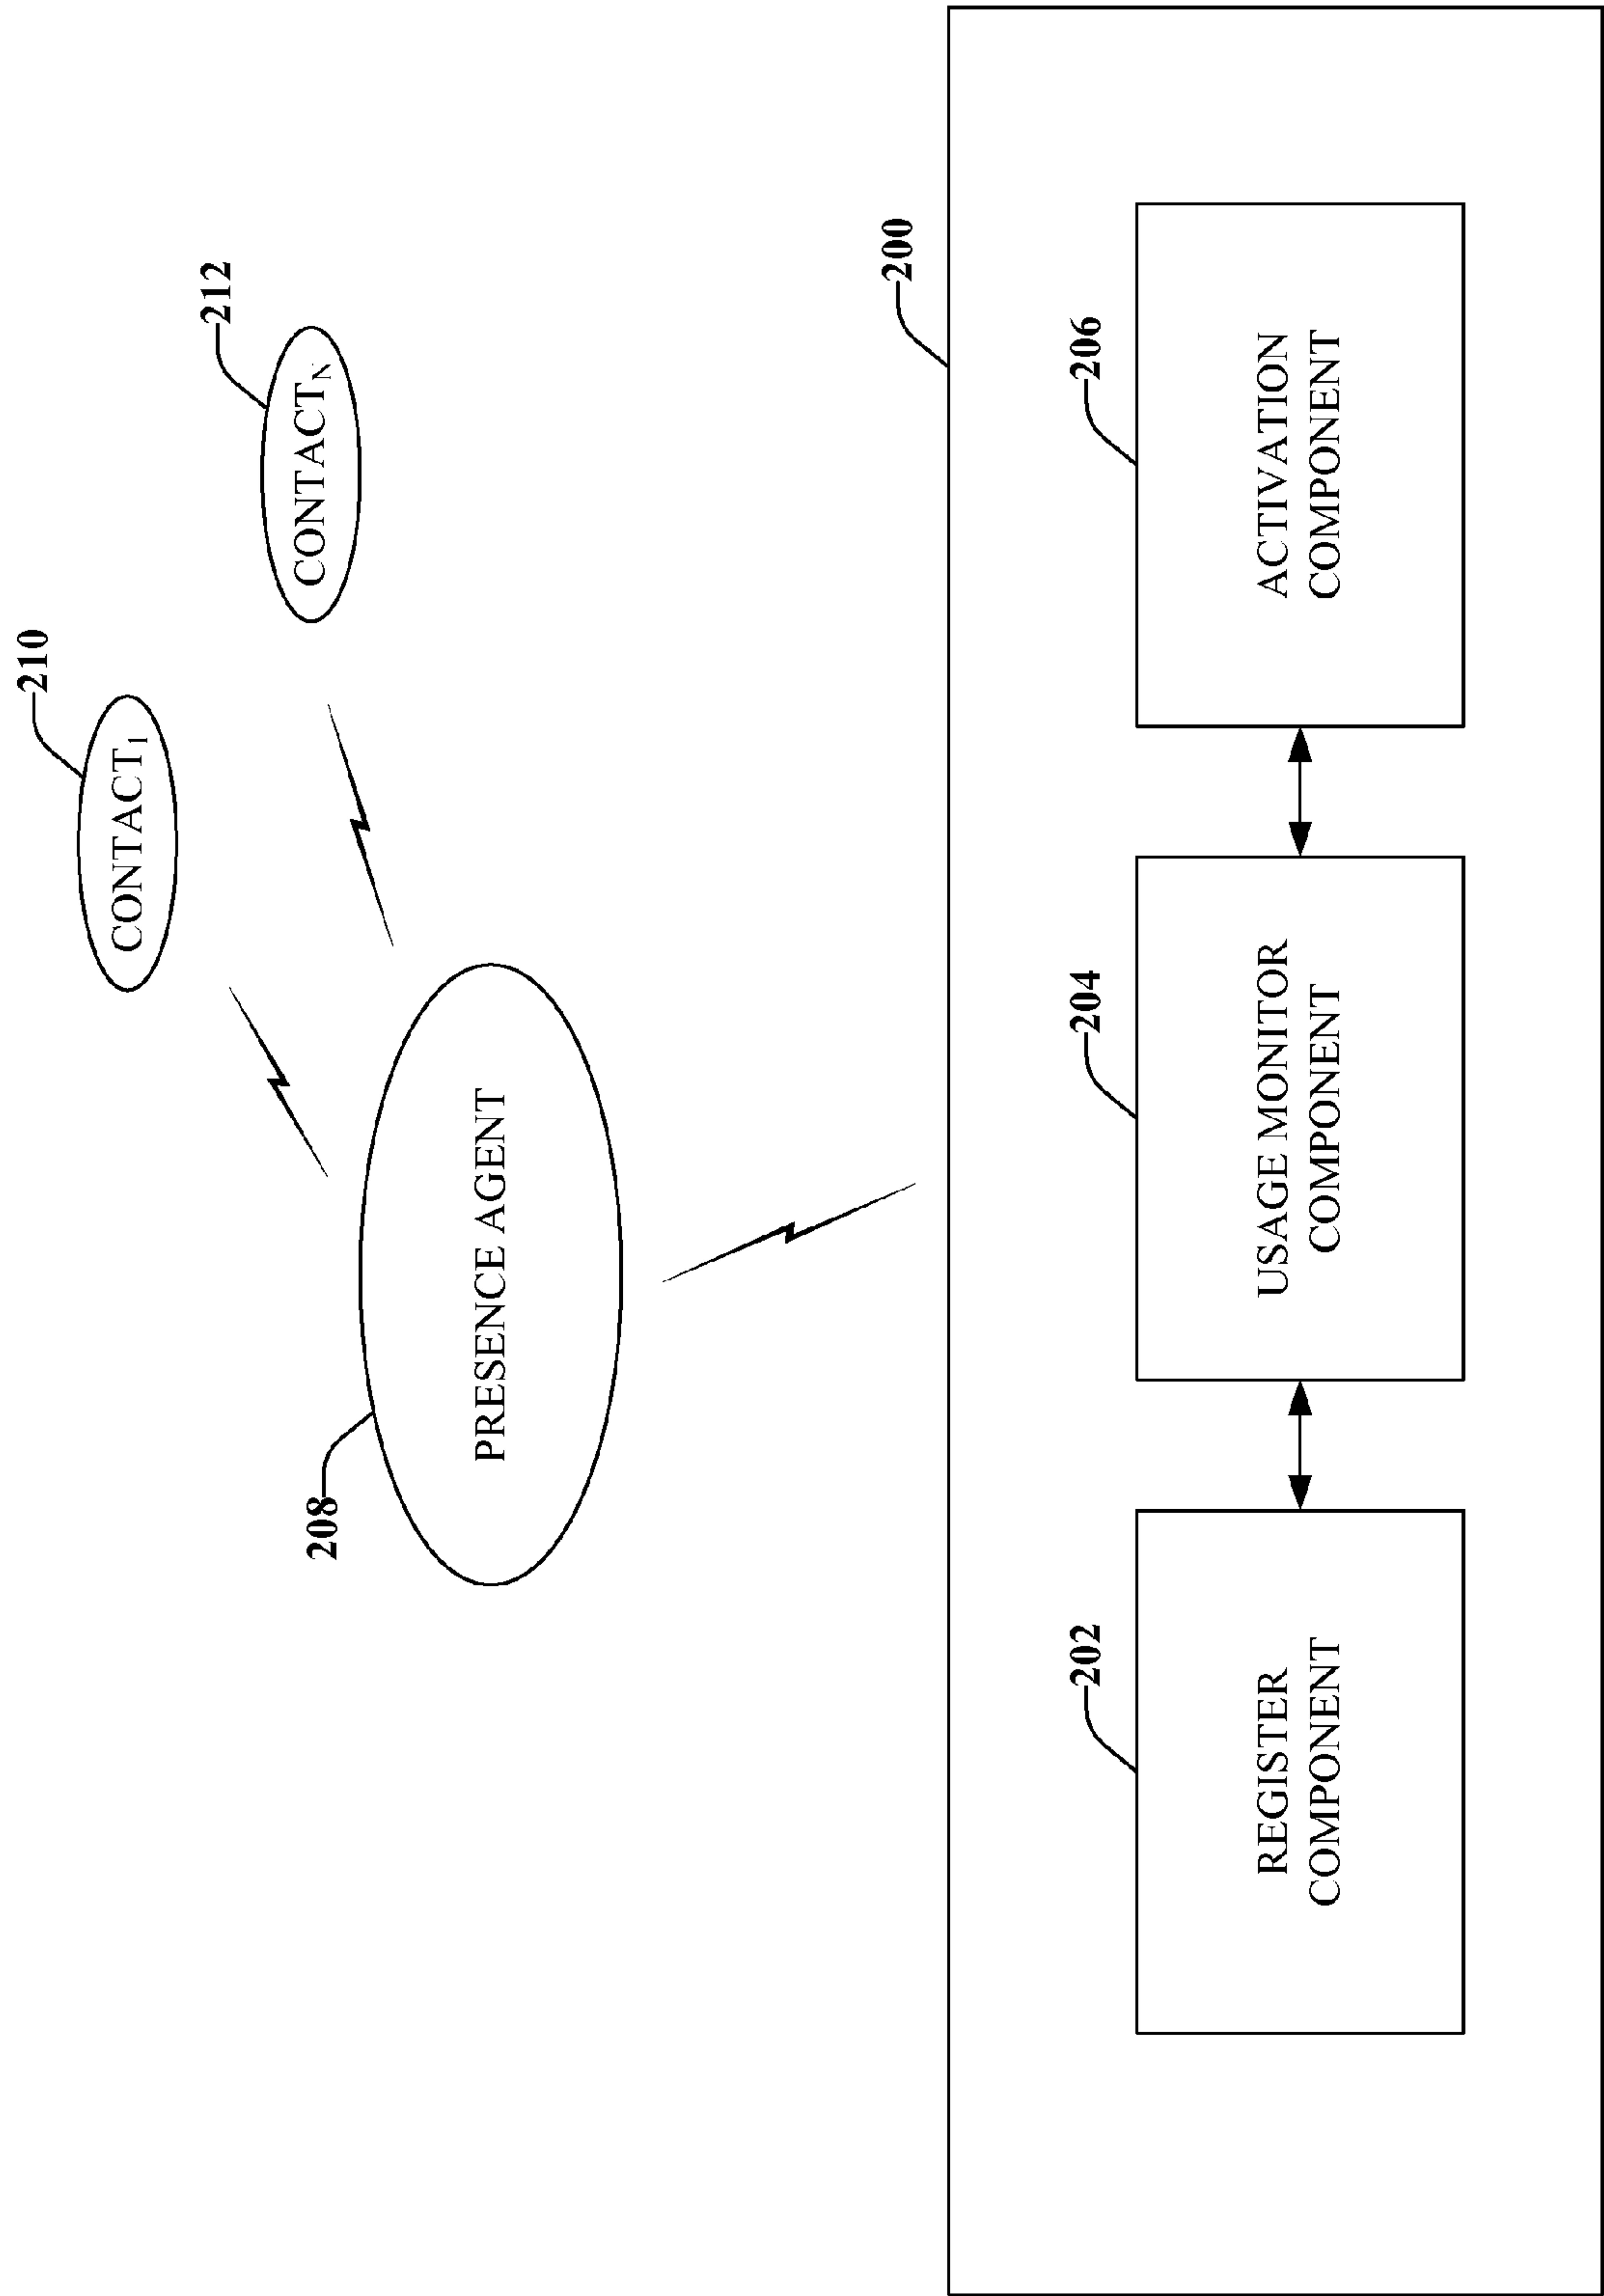 210
CONTACT1
212
CONTACTN
208
PRESENCE AGENT
200
202
REGISTER
COMPONENT
204
USAGE MONITOR
COMPONENT
206
ACTIVATION
COMPONENT